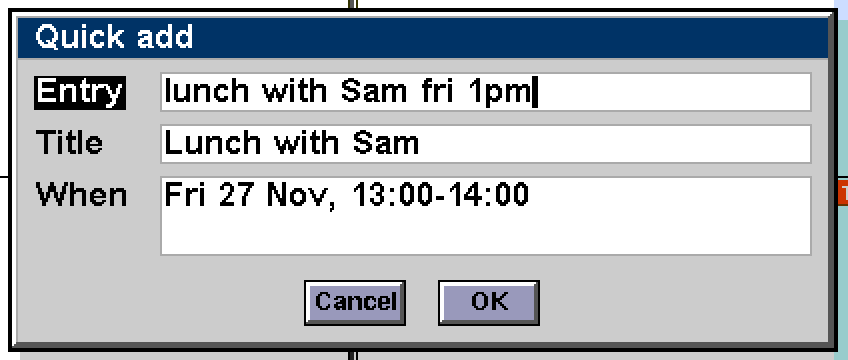 Quick add
Entry lunch with Sam fri 1pm
Title Lunch with Sam
When Fri 27 Nov, 13:00-14:00
Cancel OK